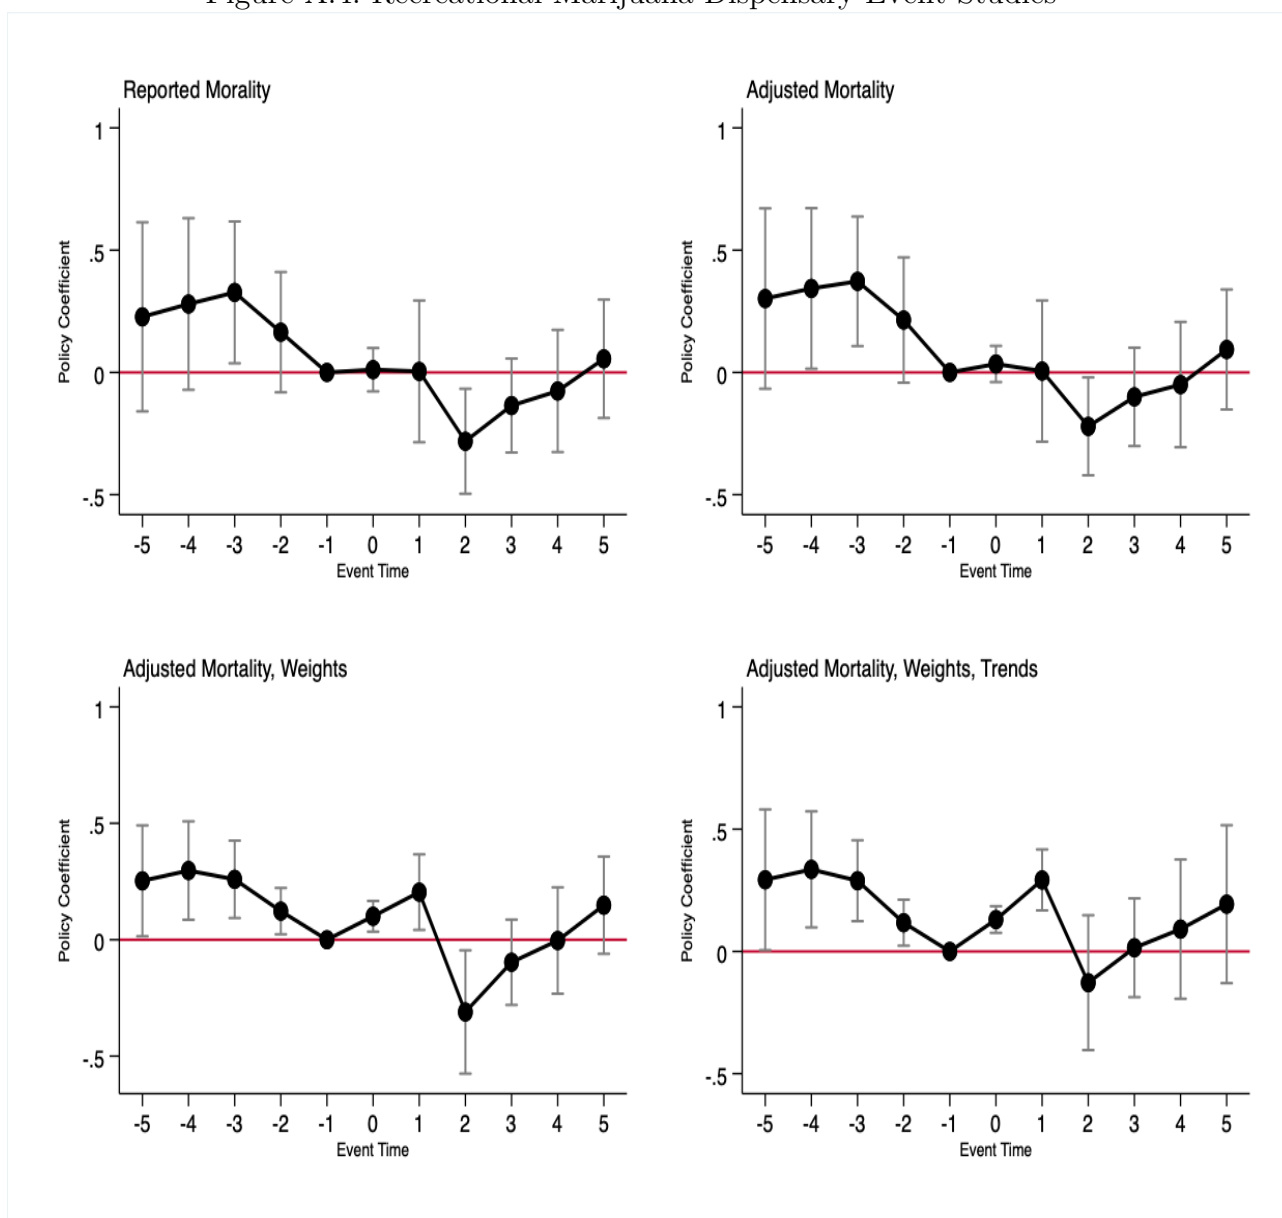 Figure A.4: Recreational Marijuana Dispensary Event Studies
Reported Morality
1
.5
0
-.5
Policy Coefficient
-5 -4 -3 -2 -1 0 1 2 3 4 5
Event Time
Adjusted Mortality
1
.5
0
-.5
Policy Coefficient
-5 -4 -3 -2 -1 0 1 2 3 4 5
Event Time
Adjusted Mortality, Weights
1
.5
0
-.5
Policy Coefficient
-5 -4 -3 -2 -1 0 1 2 3 4 5
Event Time
Adjusted Mortality, Weights, Trends
1
.5
0
-.5
Policy Coefficient
-5 -4 -3 -2 -1 0 1 2 3 4 5
Event Time